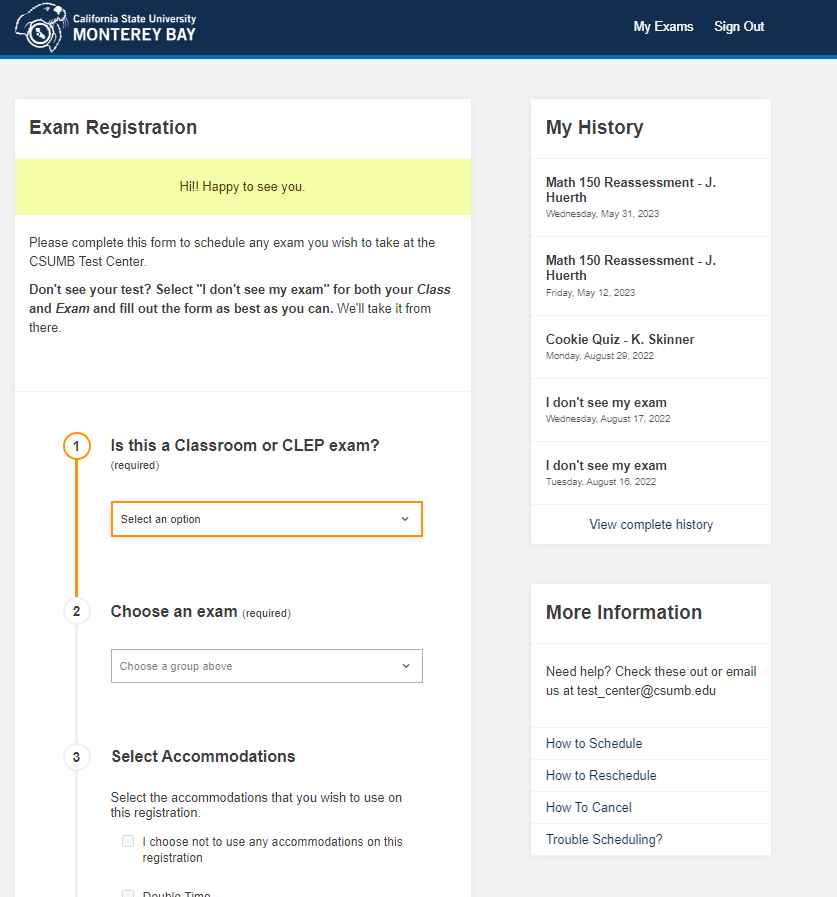 California State University
MONTEREY BAY
My Exams
Sign Out
Exam Registration
Hi!! Happy to see you.
Please complete this form to schedule any exam you wish to take at the
CSUMB Test Center.
Don't see your test? Select "I don't see my exam" for both your Class
and Exam and fill out the form as best as you can. We'll take it from
there.
1
Is this a Classroom or CLEP exam?
(required)
Select an option
2
Choose an exam (required)
Choose a group above
3
Select Accommodations
Select the accommodations that you wish to use on
this registration.
I choose not to use any accommodations on this
registration
Double Time
My History
Math 150 Reassessment - J.
Huerth
Wednesday, May 31, 2023
Math 150 Reassessment - J.
Huerth
Friday, May 12, 2023
Cookie Quiz - K. Skinner
Monday, August 29, 2022
I don't see my exam
Wednesday, August 17, 2022
I don't see my exam
Tuesday, August 16, 2022
View complete history
More Information
Need help? Check these out or email
us at test_center@csumb.edu
How to Schedule
How to Reschedule
How To Cancel
Trouble Scheduling?